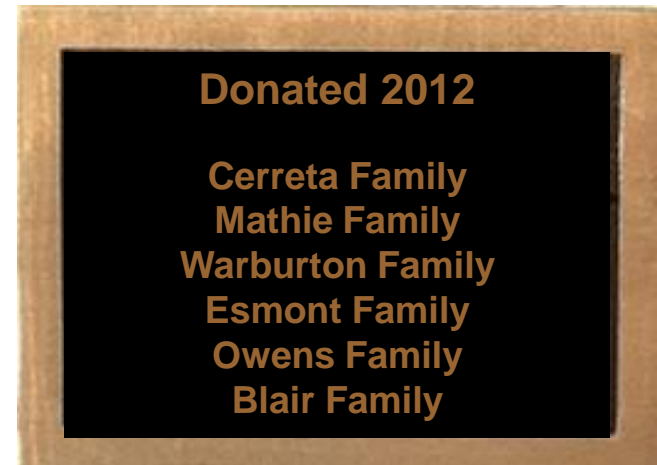 Donated 2012
Cerreta Family
Mathie Family
Warburton Family
Esmont Family
Owens Family
Blair Family